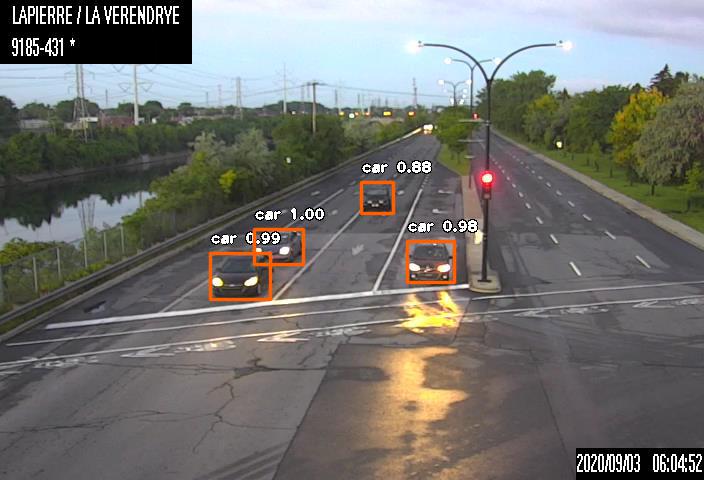 LAPIERRE / LA VERENDRYE
9185-431 *
car 0.88
car 1.00
car 0.98
car 0.99
2020/09/03 06:04:52